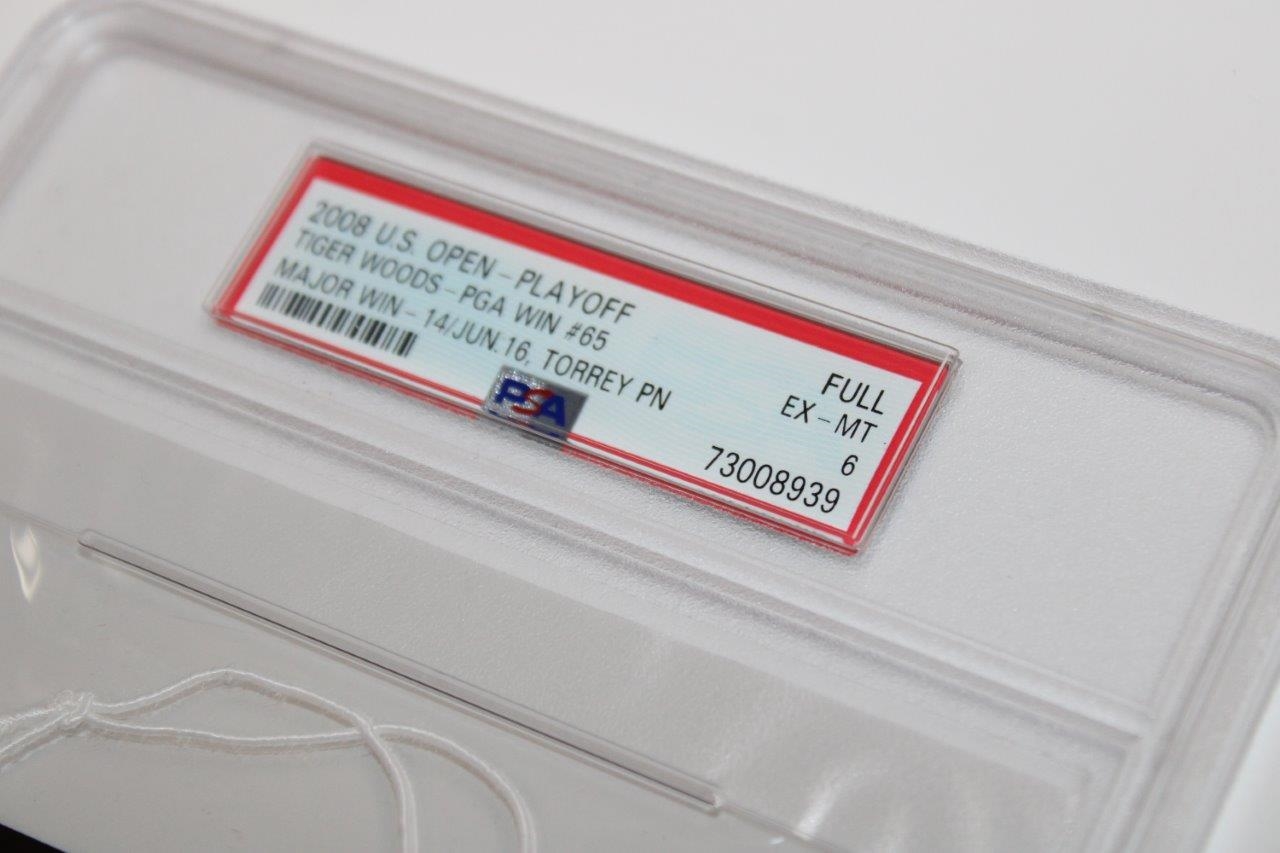 2008 U.S. OPEN - PLAYOFF
TIGER WOODS - PGA WIN #65
MAJOR WIN - 14/JUN.16, TORREY PN
FULL
EX - MT
6
73008939
PSA